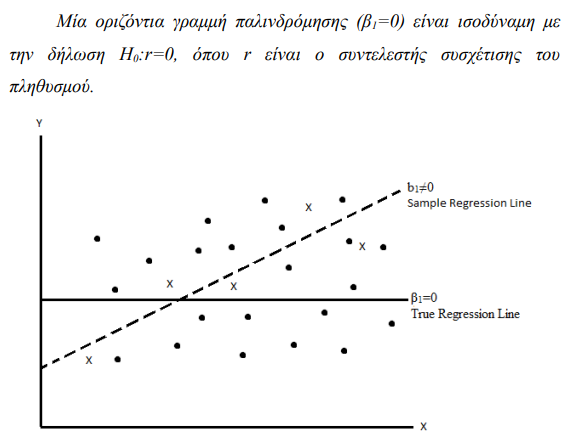 Μία οριζόντια γραμμή παλινδρόμησης (β₁=0) είναι ισοδύναμη με
την δήλωση H₀:r=0, όπου r είναι ο συντελεστής συσχέτισης του
πληθυσμού.
Y
b₁≠0
Sample Regression Line
X
X
X
X
β₁=0
True Regression Line
X
X